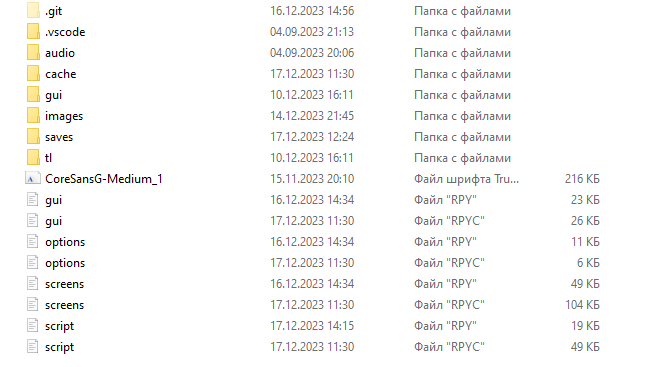 .git 16.12.2023 14:56 Папка с файлами
.vscode 04.09.2023 21:13 Папка с файлами
audio 04.09.2023 20:06 Папка с файлами
cache 17.12.2023 11:30 Папка с файлами
gui 10.12.2023 16:11 Папка с файлами
images 14.12.2023 21:45 Папка с файлами
saves 17.12.2023 12:24 Папка с файлами
tl 10.12.2023 16:11 Папка с файлами
CoreSansG-Medium_1 15.11.2023 20:10 Файл шрифта Tru... 216 КБ
gui 16.12.2023 14:34 Файл "RPY" 23 КБ
gui 17.12.2023 11:30 Файл "RPYC" 26 КБ
options 16.12.2023 14:34 Файл "RPY" 11 КБ
options 17.12.2023 11:30 Файл "RPYC" 6 КБ
screens 16.12.2023 14:34 Файл "RPY" 49 КБ
screens 17.12.2023 11:30 Файл "RPYC" 104 КБ
script 17.12.2023 14:15 Файл "RPY" 19 КБ
script 17.12.2023 11:30 Файл "RPYC" 49 КБ